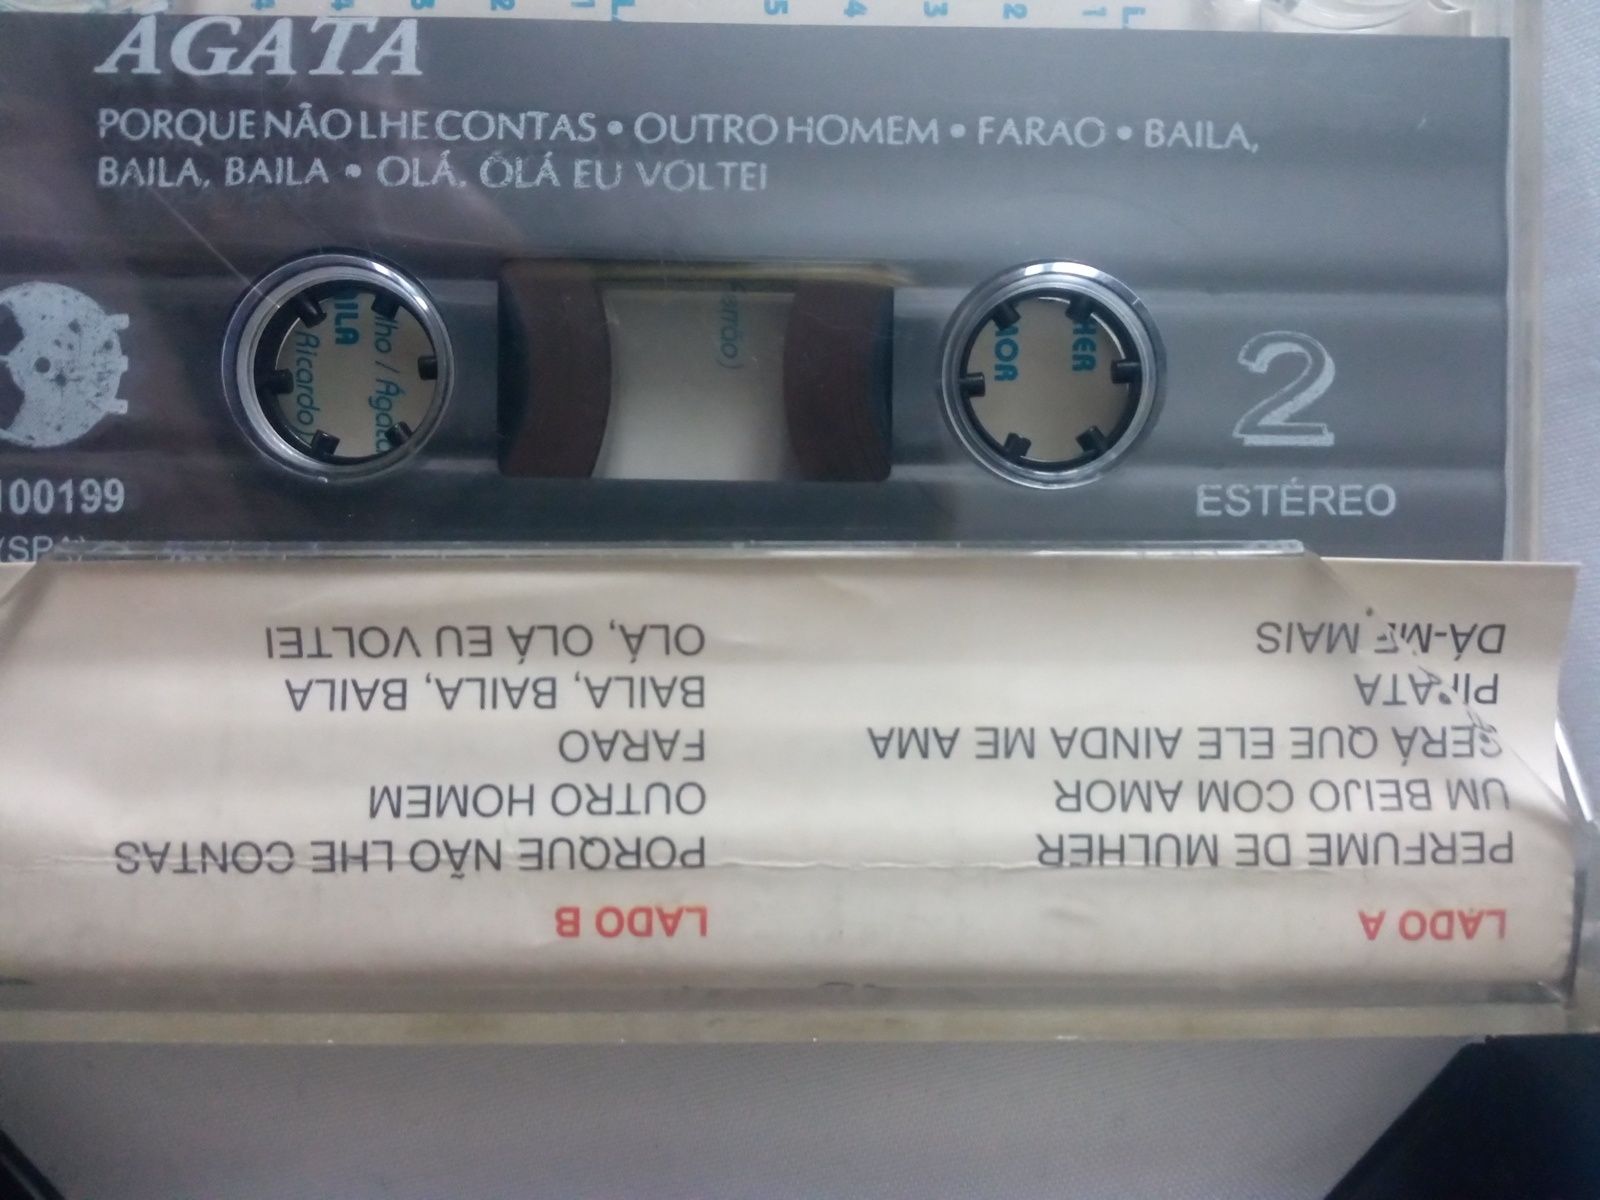 ÁGATA
PORQUE NÃO LHE CONTAS • OUTRO HOMEM • FARAO • BAILA,
BAILA, BAILA • OLÁ, OLÁ EU VOLTEI
2
ESTÉREO
100199
(SPA)
LADO A
PERFUME DE MULHER
UM BEIJO COM AMOR
SERÁ QUE ELE AINDA ME AMA
PIRATA
DÁ-ME MAIS
LADO B
PORQUE NÃO LHE CONTAS
OUTRO HOMEM
FARAO
BAILA, BAILA, BAILA
OLÁ, OLÁ EU VOLTEI